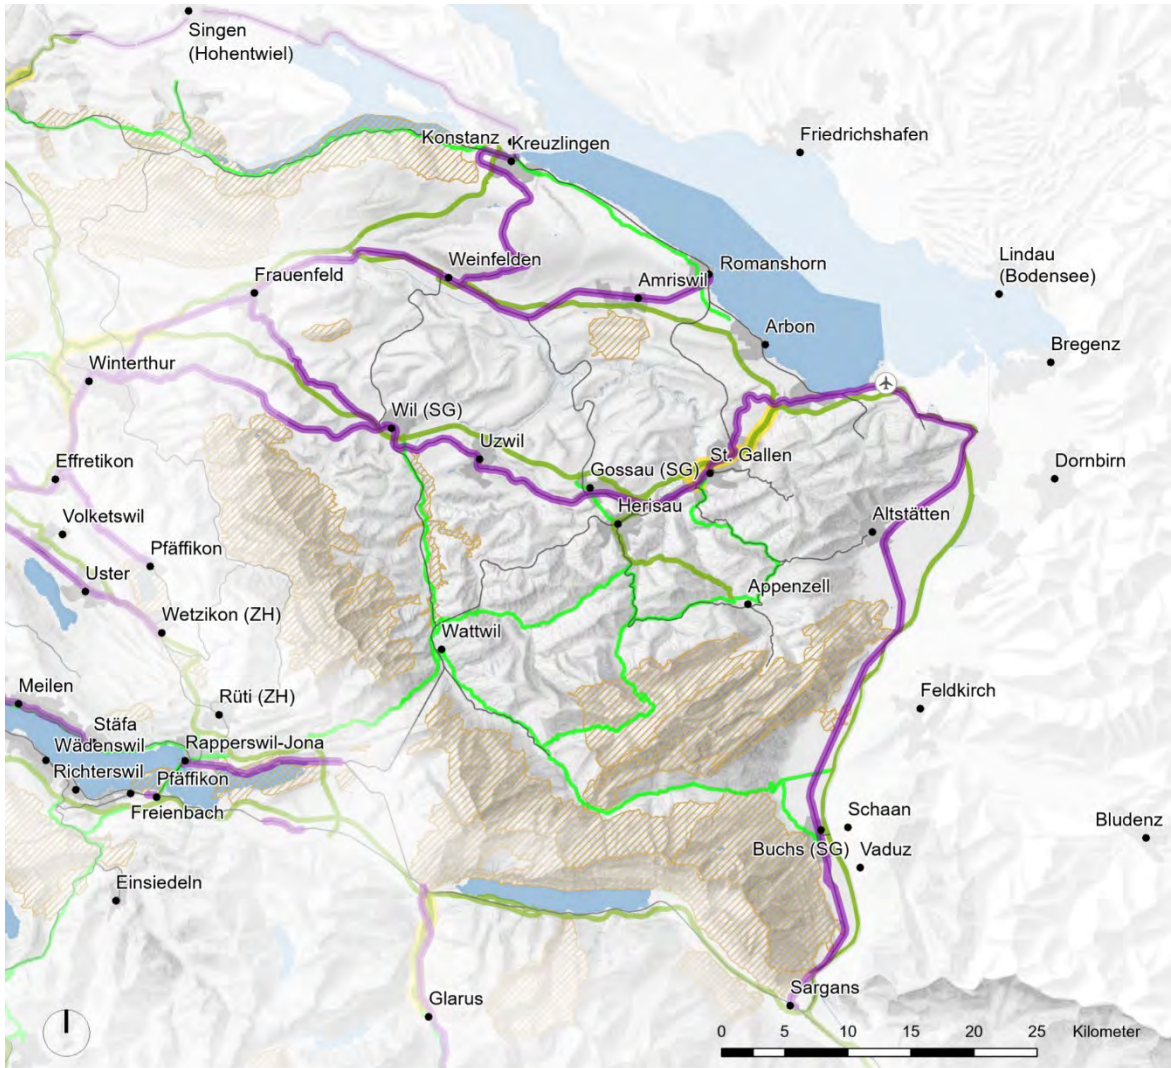 Singen
(Hohentwiel)
Konstanz
Kreuzlingen
Friedrichshafen
Weinfelden
Romanshorn
Lindau
(Bodensee)
Frauenfeld
Amriswil
Arbon
Bregenz
Winterthur
Wil (SG)
Uzwil
St. Gallen
Effretikon
Gossau (SG)
Dornbirn
Herisau
Volketswil
Altstätten
Pfäffikon
Uster
Appenzell
Wetzikon (ZH)
Wattwil
Meilen
Rüti (ZH)
Feldkirch
Stäfa
Wädenswil
Rapperswil-Jona
Richterswil
Pfäffikon
Freienbach
Schaan
Bludenz
Buchs (SG)
Vaduz
Einsiedeln
Sargans
Glarus
0 5 10 15 20 25 Kilometer